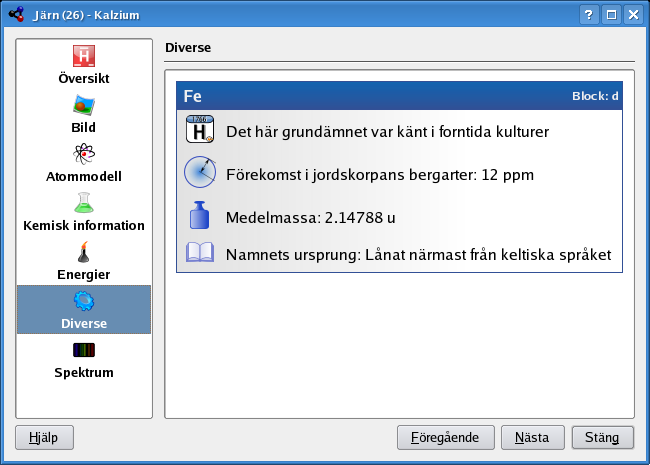 Järn (26) - Kalzium
Översikt
Bild
Atommodell
Kemisk information
Energier
Diverse
Spektrum
Diverse
Fe Block: d
1766
H
Det här grundämnet var känt i forntida kulturer
Förekomst i jordskorpans bergarter: 12 ppm
Medelmassa: 2.14788 u
Namnets ursprung: Lånat närmast från keltiska språket
Hjälp Föregående Nästa Stäng